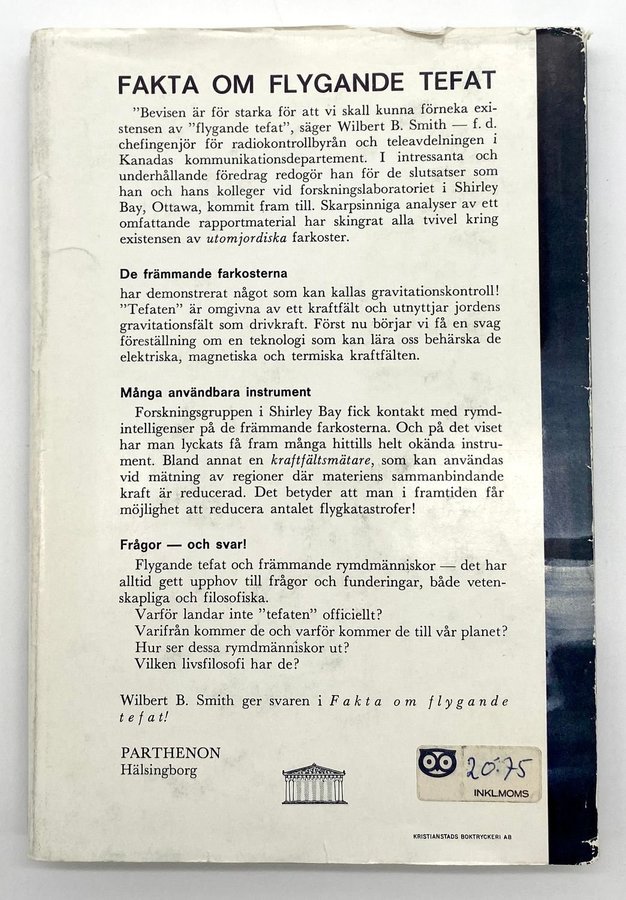 FAKTA OM FLYGANDE TEFAT
"Bevisen är för starka för att vi skall kunna förneka exi-
stensen av "flygande tefat", säger Wilbert B. Smith — f. d.
chefingenjör för radiokontrollbyrån och teleavdelningen i
Kanadas kommunikationsdepartement. I intressanta och
underhållande föredrag redogör han för de slutsatser som
han och hans kolleger vid forskningslaboratoriet i Shirley
Bay, Ottawa, kommit fram till. Skarpsinniga analyser av ett
omfattande rapportmaterial har skingrat alla tvivel kring
existensen av utomjordiska farkoster.
De främmande farkosterna
har demonstrerat något som kan kallas gravitationskontroll!
"Tefaten" är omgivna av ett kraftfält och utnyttjar jordens
gravitationsfält som drivkraft. Först nu börjar vi få en svag
föreställning om en teknologi som kan lära oss behärska de
elektriska, magnetiska och termiska kraftfälten.
Många användbara instrument
Forskningsgruppen i Shirley Bay fick kontakt med rymd-
intelligenser på de främmande farkosterna. Och på det viset
har man lyckats få fram många hittills helt okända instru-
ment. Bland annat en kraftfältsmätare, som kan användas
vid mätning av regioner där materiens sammanbindande
kraft är reducerad. Det betyder att man i framtiden får
möjlighet att reducera antalet flygkatastrofer!
Frågor — och svar!
Flygande tefat och främmande rymdmänniskor — det har
alltid gett upphov till frågor och funderingar, både veten-
skapliga och filosofiska.
Varför landar inte "tefaten" officiellt?
Varifrån kommer de och varför kommer de till vår planet?
Hur ser dessa rymdmänniskor ut?
Vilken livsfilosofi har de?
Wilbert B. Smith ger svaren i Fakta om flygande
tefat!
PARTHENON
Hälsingborg
20:75
INKL.MOMS
KRISTIANSTADS BOKTRYCKERI AB